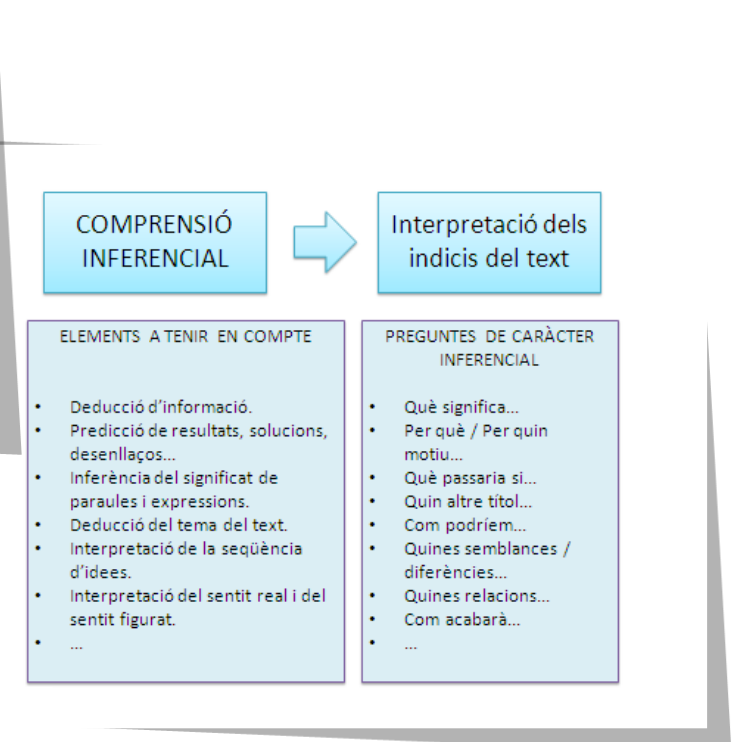 COMPRENSIÓ
INFERENCIAL
Interpretació dels
indicis del text
ELEMENTS A TENIR EN COMPTE
• Deducció d'informació.
• Predicció de resultats, solucions,
desenllaços...
• Inferència del significat de
paraules i expressions.
• Deducció del tema del text.
• Interpretació de la seqüència
d'idees.
• Interpretació del sentit real i del
sentit figurat.
• ...
PREGUNTES DE CARÀCTER
INFERENCIAL
• Què significa...
• Per què / Per quin
motiu...
• Què passaria si...
• Quin altre títol...
• Com podríem...
• Quines semblances /
diferències...
• Quines relacions...
• Com acabarà...
• ...